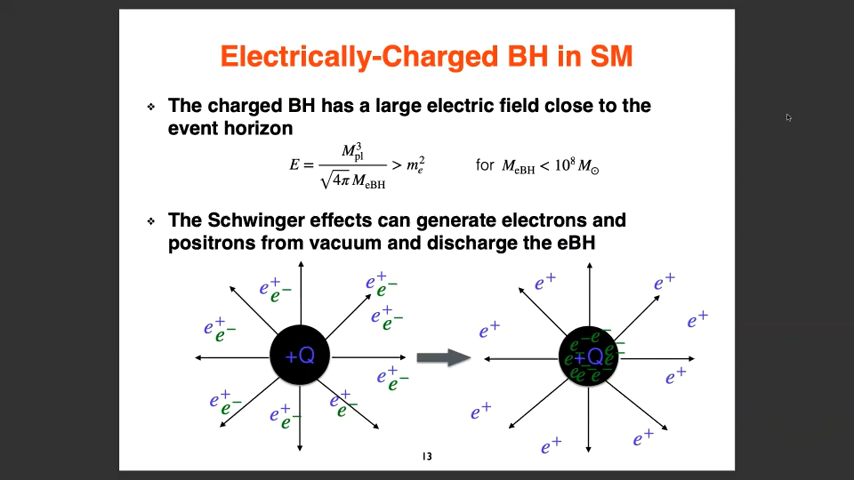 Electrically-Charged BH in SM
❖ The charged BH has a large electric field close to the
event horizon
E = M_pl^3 / (√4π M_eBH) > m_e^2 for M_eBH < 10^8 M_⊙
❖ The Schwinger effects can generate electrons and
positrons from vacuum and discharge the eBH
e+ e− e+ e− e+ e− e+ e− e+ e− e+ e− e+ e− e+ e−
+Q
e+ e+ e+ e+ e+ e+ e+ e+
+Q
13